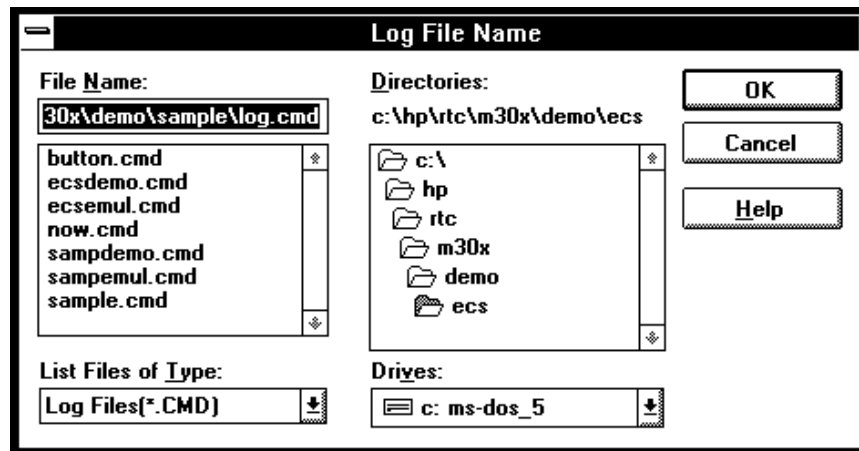 Log File Name
File Name:
30x\demo\sample\log.cmd
button.cmd
ecsdemo.cmd
ecsemul.cmd
now.cmd
sampdemo.cmd
sampemul.cmd
sample.cmd
List Files of Type:
Log Files(*.CMD)
Directories:
c:\hp\rtc\m30x\demo\ecs
c:\
hp
rtc
m30x
demo
ecs
Drives:
c: ms-dos_5
OK
Cancel
Help